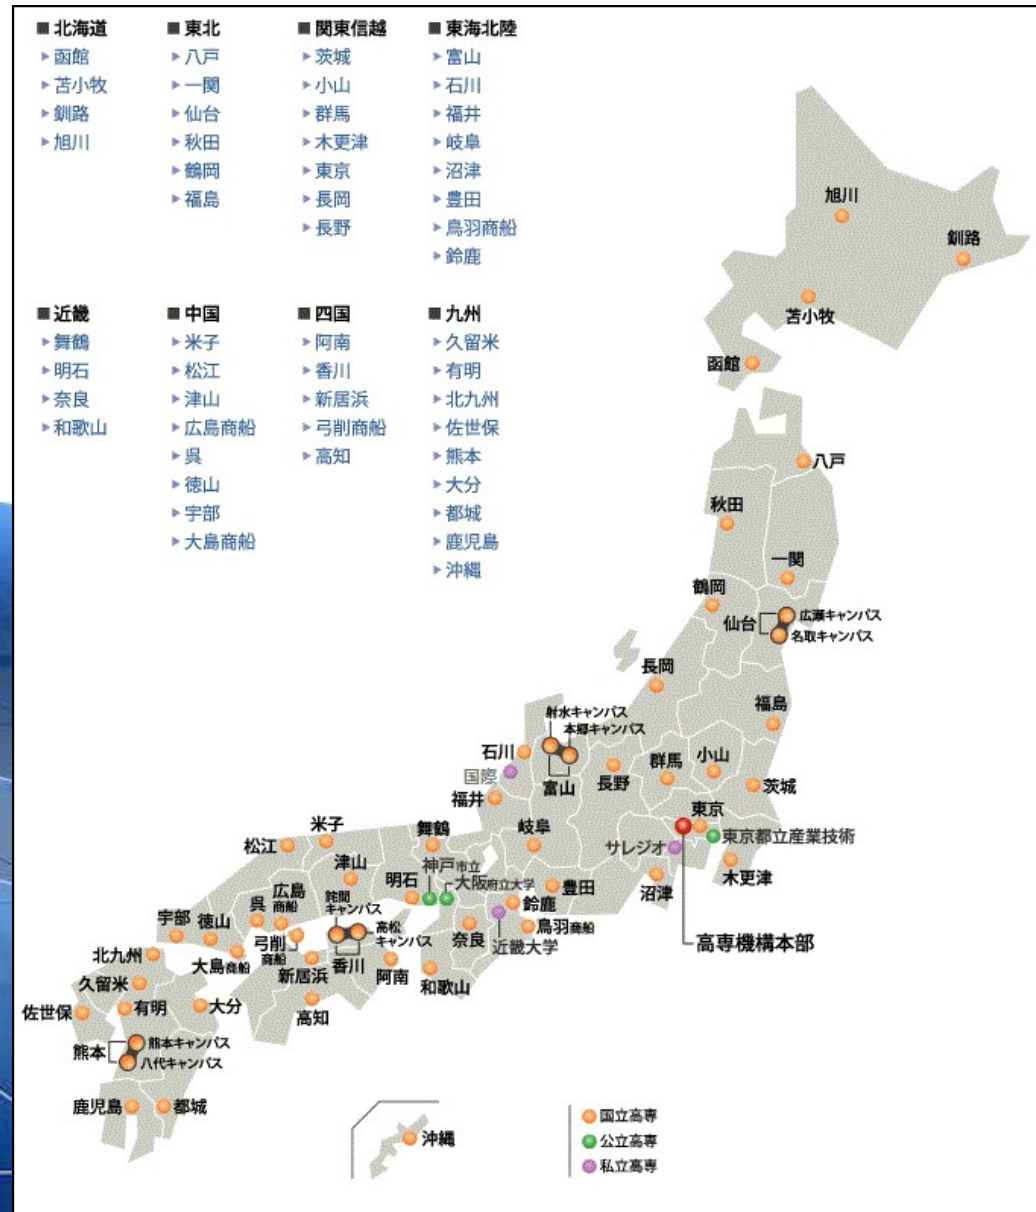 ■ 北海道
▶ 函館
▶ 苫小牧
▶ 釧路
▶ 旭川
■ 東北
▶ 八戸
▶ 一関
▶ 仙台
▶ 秋田
▶ 鶴岡
▶ 福島
■ 関東信越
▶ 茨城
▶ 小山
▶ 群馬
▶ 木更津
▶ 東京
▶ 長岡
▶ 長野
■ 東海北陸
▶ 富山
▶ 石川
▶ 福井
▶ 岐阜
▶ 沼津
▶ 豊田
▶ 鳥羽商船
▶ 鈴鹿
■ 近畿
▶ 舞鶴
▶ 明石
▶ 奈良
▶ 和歌山
■ 中国
▶ 米子
▶ 松江
▶ 津山
▶ 広島商船
▶ 呉
▶ 徳山
▶ 宇部
▶ 大島商船
■ 四国
▶ 阿南
▶ 香川
▶ 新居浜
▶ 弓削商船
▶ 高知
■ 九州
▶ 久留米
▶ 有明
▶ 北九州
▶ 佐世保
▶ 熊本
▶ 大分
▶ 都城
▶ 鹿児島
▶ 沖縄
旭川
釧路
苫小牧
函館
八戸
秋田
一関
鶴岡
仙台
広瀬キャンパス
名取キャンパス
長岡
福島
射水キャンパス
本郷キャンパス
石川
富山
国際
福井
長野
群馬
小山
茨城
東京
東京都立産業技術
サレジオ
木更津
沼津
高専機構本部
岐阜
豊田
鈴鹿
鳥羽商船
近畿大学
舞鶴
神戸市立
大阪府立大学
明石
奈良
和歌山
米子
松江
津山
広島
商船
呉
徳山
宇部
大島商船
弓削
商船
詫間
キャンパス
高松
キャンパス
香川
新居浜
阿南
高知
北九州
久留米
佐世保
有明
大分
熊本
熊本キャンパス
八代キャンパス
鹿児島
都城
沖縄
国立高専
公立高専
私立高専